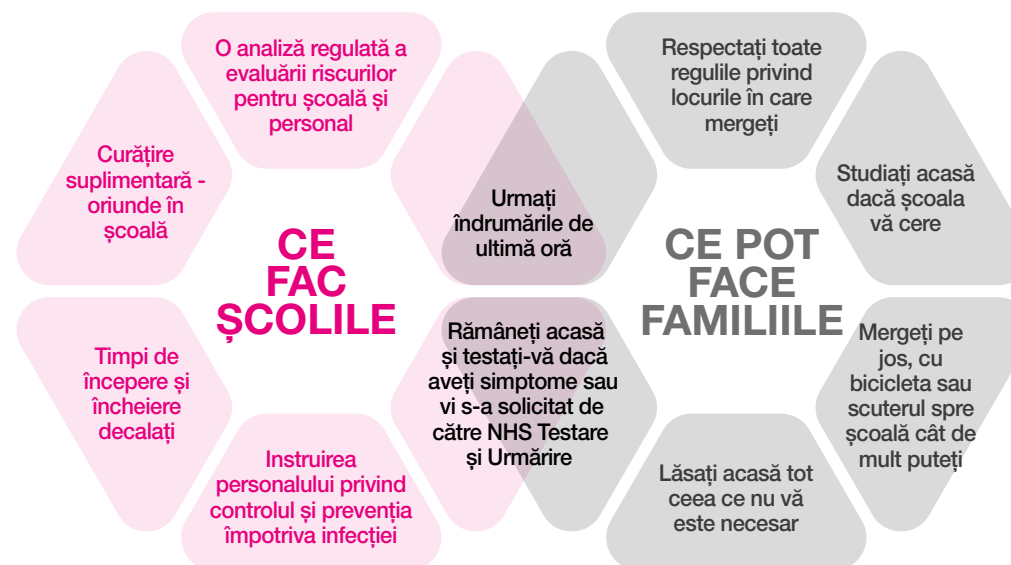 O analiză regulată a
evaluării riscurilor
pentru școală și
personal
Curățire
suplimentară -
oriunde în
școală
CE
FAC
ȘCOLILE
Timpi de
începere și
încheiere
decalați
Instruirea
personalului privind
controlul și prevenția
împotriva infecției
Urmați
îndrumările de
ultimă oră
Rămâneți acasă
și testați-vă dacă
aveți simptome sau
vi s-a solicitat de
către NHS Testare
și Urmărire
Respectați toate
regulile privind
locurile în care
mergeți
Studiați acasă
dacă școala
vă cere
CE POT
FACE
FAMILIILE
Mergeți pe
jos, cu
bicicleta sau
scuterul spre
școală cât de
mult puteți
Lăsați acasă tot
ceea ce nu vă
este necesar